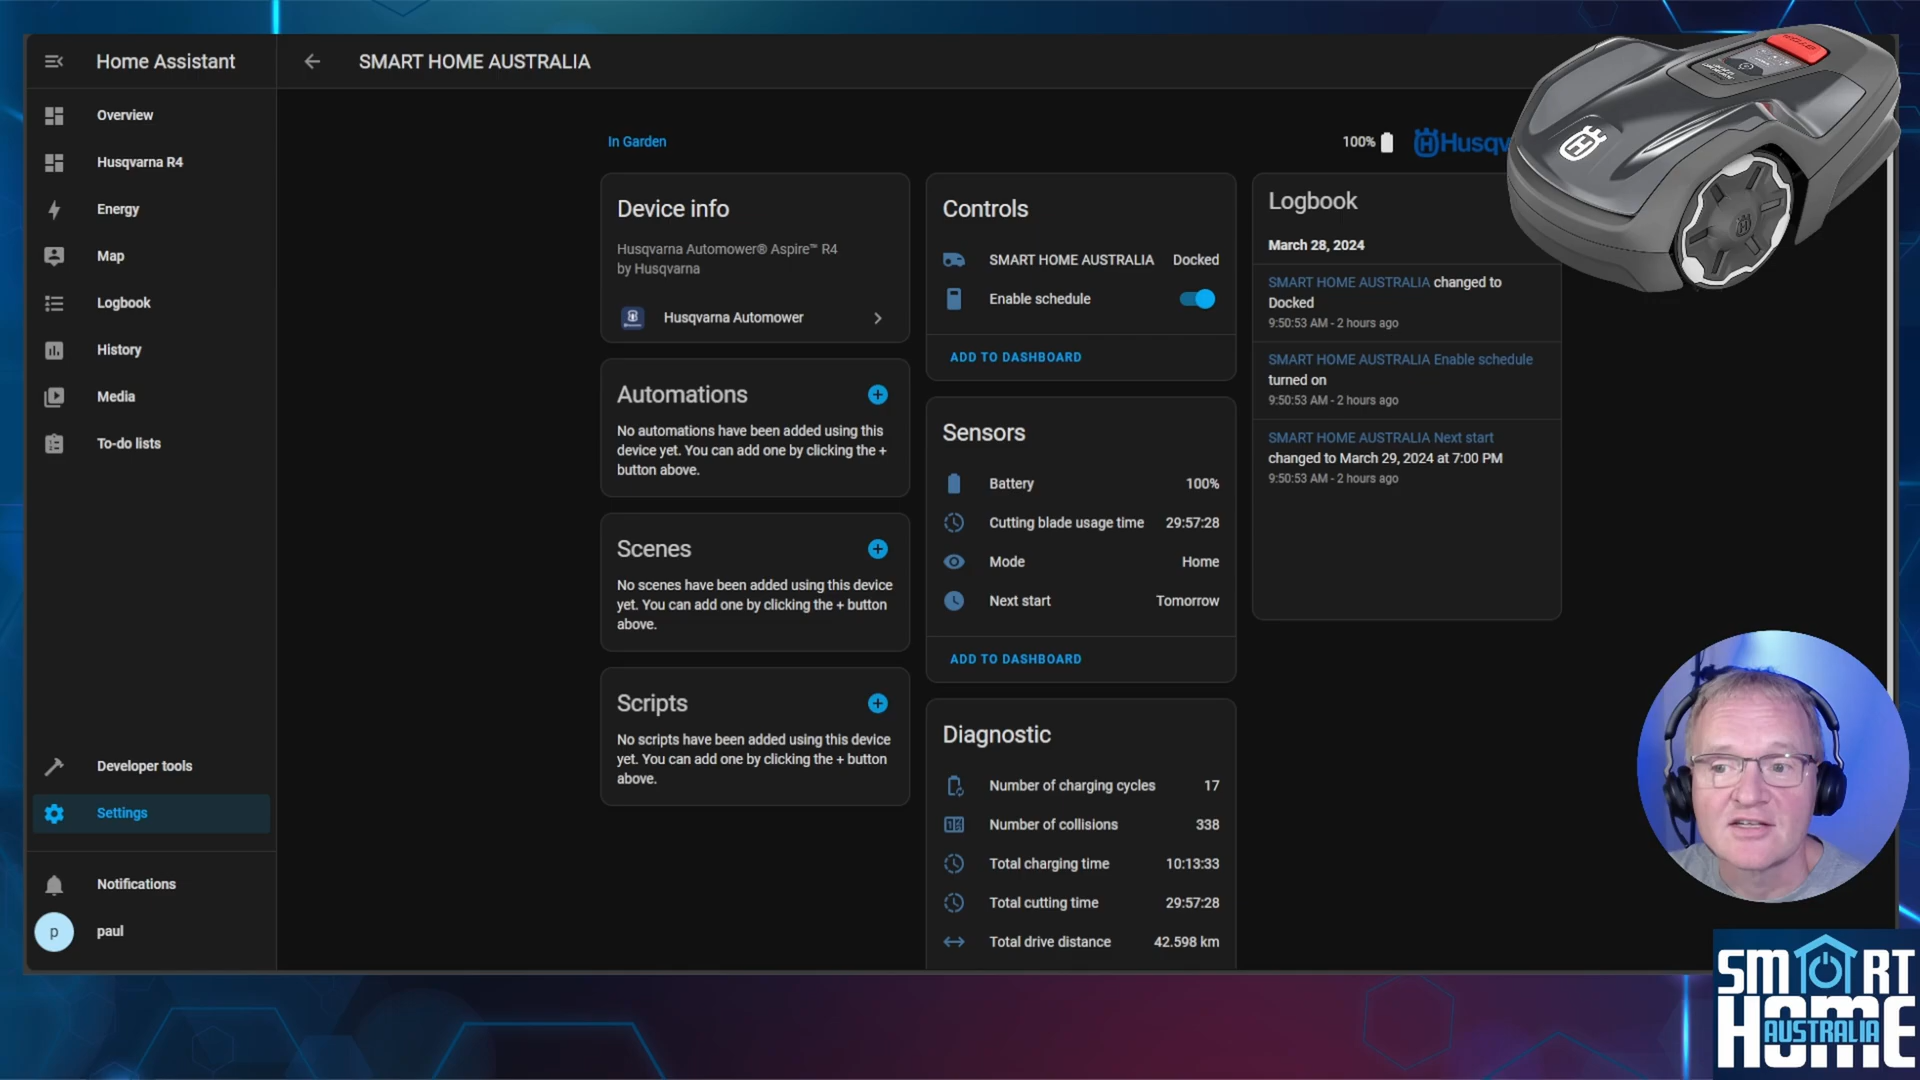 Home Assistant
SMART HOME AUSTRALIA
Overview
Husqvarna R4
Energy
Map
Logbook
History
Media
To-do lists
Developer tools
Settings
Notifications
p
paul
In Garden
100%
Husqv
Device info
Husqvarna Automower® Aspire™ R4
by Husqvarna
Husqvarna Automower
Automations
No automations have been added using this
device yet. You can add one by clicking the +
button above.
Scenes
No scenes have been added using this device
yet. You can add one by clicking the + button
above.
Scripts
No scripts have been added using this device
yet. You can add one by clicking the + button
above.
Controls
SMART HOME AUSTRALIA Docked
Enable schedule
ADD TO DASHBOARD
Sensors
Battery 100%
Cutting blade usage time 29:57:28
Mode Home
Next start Tomorrow
ADD TO DASHBOARD
Diagnostic
Number of charging cycles 17
Number of collisions 338
Total charging time 10:13:33
Total cutting time 29:57:28
Total drive distance 42.598 km
Logbook
March 28, 2024
SMART HOME AUSTRALIA changed to
Docked
9:50:53 AM - 2 hours ago
SMART HOME AUSTRALIA Enable schedule
turned on
9:50:53 AM - 2 hours ago
SMART HOME AUSTRALIA Next start
changed to March 29, 2024 at 7:00 PM
9:50:53 AM - 2 hours ago
STOP
SMART
HOME
AUSTRALIA